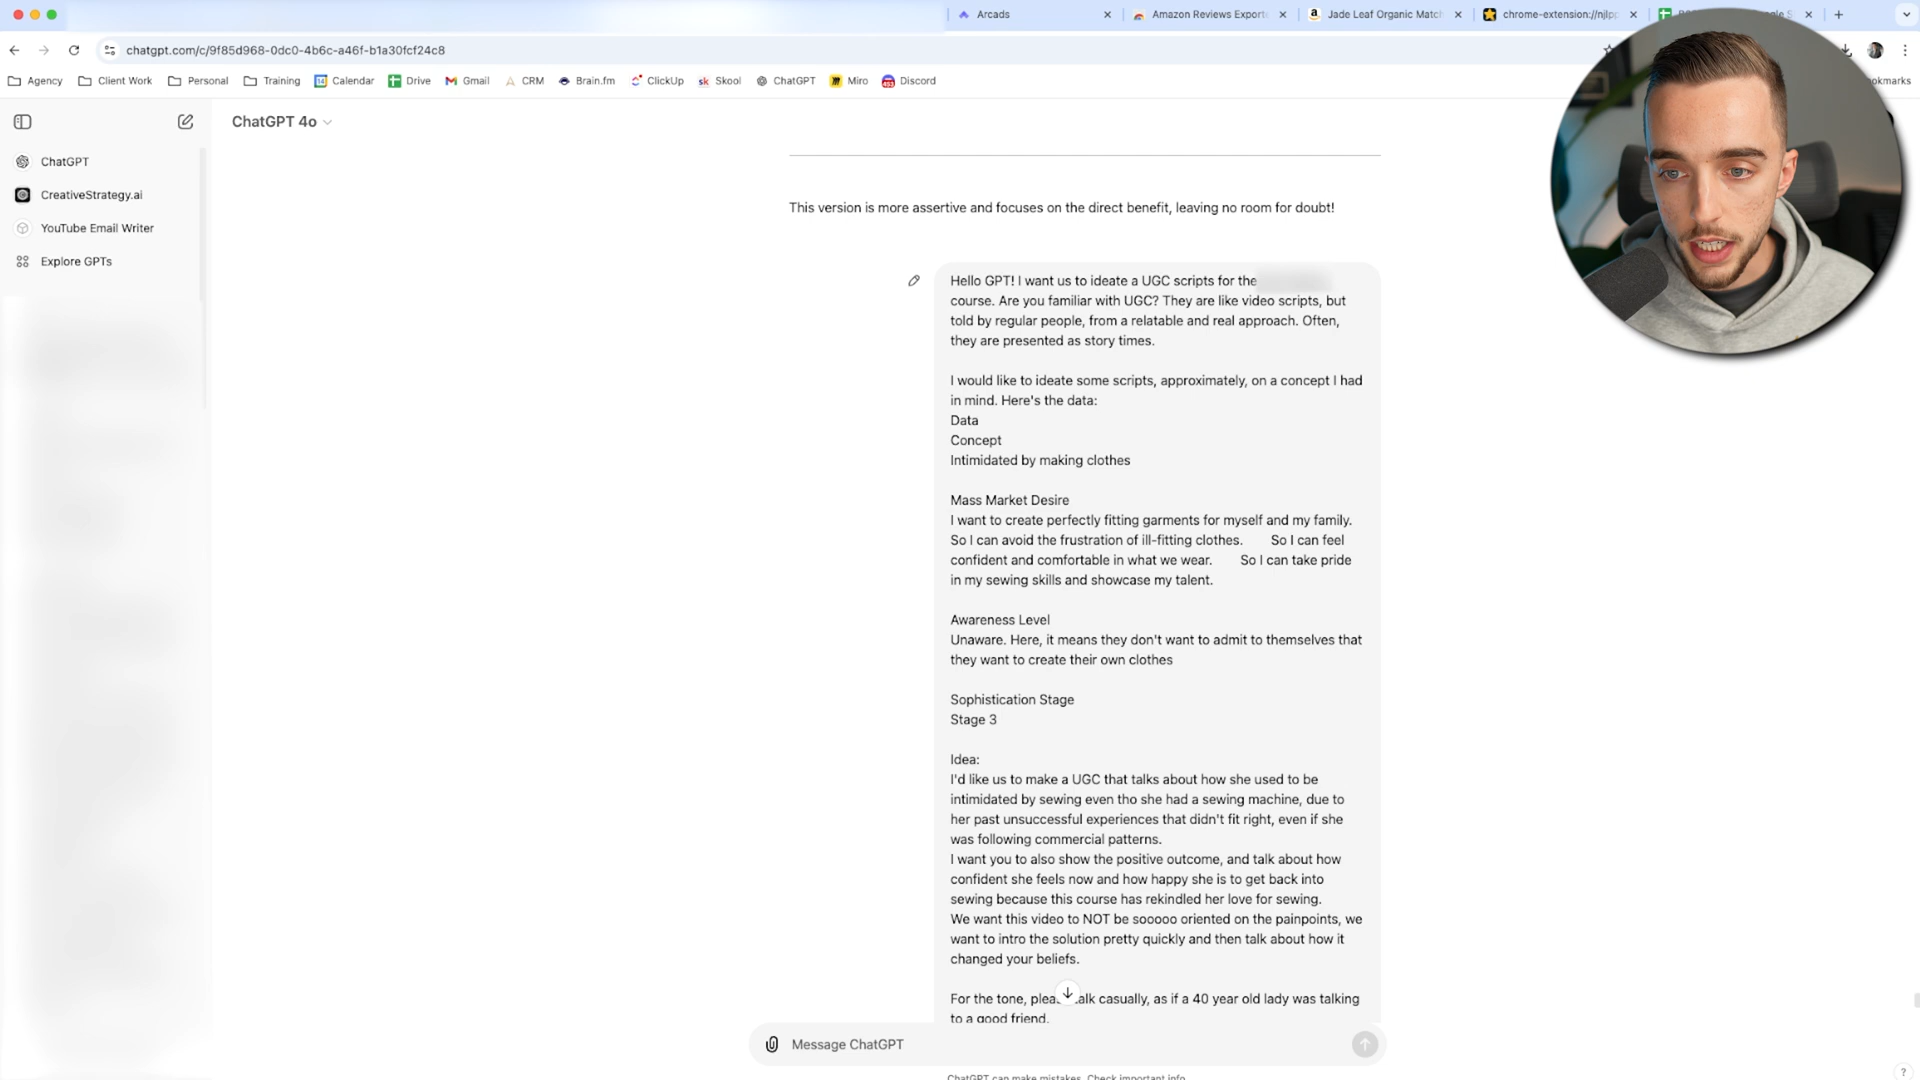 Arcads
Amazon Reviews Exporte
Jade Leaf Organic Match
chrome-extension://njlpp
chatgpt.com/c/9f85d968-0dc0-4b6c-a46f-b1a30fcf24c8
Agency
Client Work
Personal
Training
Calendar
Drive
Gmail
CRM
Brain.fm
ClickUp
Skool
ChatGPT
Miro
Discord
ChatGPT 4o
ChatGPT
CreativeStrategy.ai
YouTube Email Writer
Explore GPTs
This version is more assertive and focuses on the direct benefit, leaving no room for doubt!
Hello GPT! I want us to ideate a UGC scripts for the
course. Are you familiar with UGC? They are like video scripts, but
told by regular people, from a relatable and real approach. Often,
they are presented as story times.
I would like to ideate some scripts, approximately, on a concept I had
in mind. Here's the data:
Data
Concept
Intimidated by making clothes
Mass Market Desire
I want to create perfectly fitting garments for myself and my family.
So I can avoid the frustration of ill-fitting clothes. So I can feel
confident and comfortable in what we wear. So I can take pride
in my sewing skills and showcase my talent.
Awareness Level
Unaware. Here, it means they don't want to admit to themselves that
they want to create their own clothes
Sophistication Stage
Stage 3
Idea:
I'd like us to make a UGC that talks about how she used to be
intimidated by sewing even tho she had a sewing machine, due to
her past unsuccessful experiences that didn't fit right, even if she
was following commercial patterns.
I want you to also show the positive outcome, and talk about how
confident she feels now and how happy she is to get back into
sewing because this course has rekindled her love for sewing.
We want this video to NOT be sooooo oriented on the painpoints, we
want to intro the solution pretty quickly and then talk about how it
changed your beliefs.
For the tone, plea alk casually, as if a 40 year old lady was talking
to a good friend.
Message ChatGPT
ChatGPT can make mistakes. Check important info.